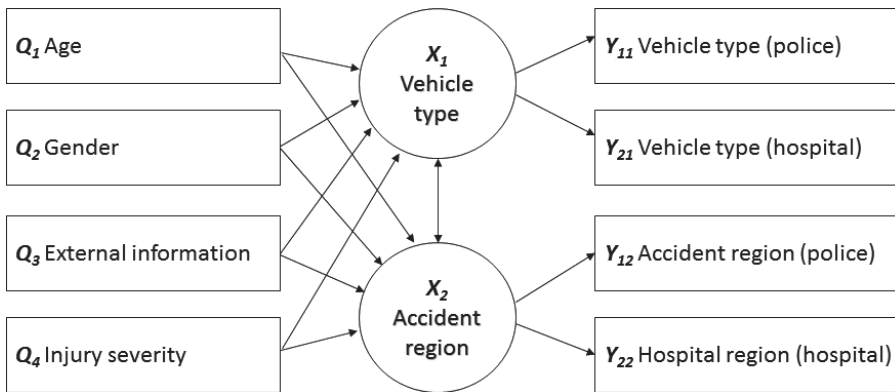 Q1 Age
Q2 Gender
Q3 External information
Q4 Injury severity
X1
Vehicle
type
X2
Accident
region
Y11 Vehicle type (police)
Y21 Vehicle type (hospital)
Y12 Accident region (police)
Y22 Hospital region (hospital)